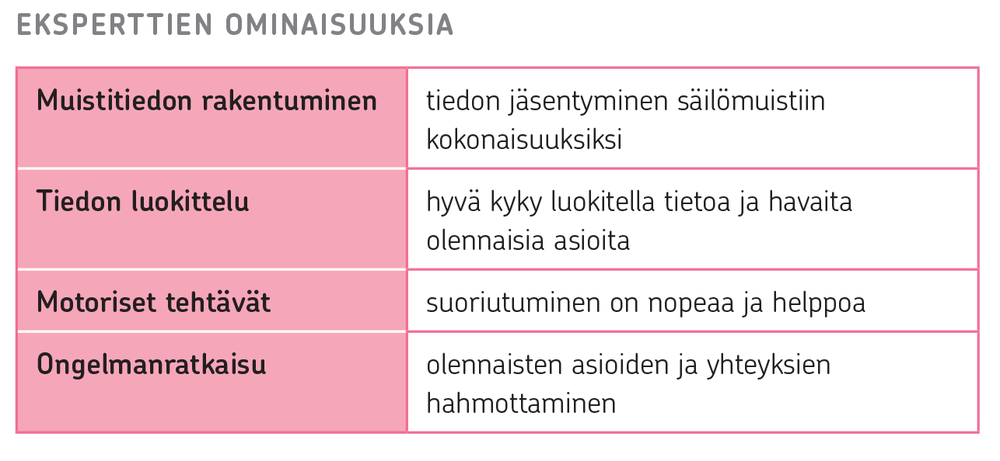 EKSPERTTIEN OMINAISUUKSIA
Muistitiedon rakentuminen
tiedon jäsentyminen säilömuistiin
kokonaisuuksiksi
Tiedon luokittelu
hyvä kyky luokitella tietoa ja havaita
olennaisia asioita
Motoriset tehtävät
suoriutuminen on nopeaa ja helppoa
Ongelmanratkaisu
olennaisten asioiden ja yhteyksien
hahmottaminen